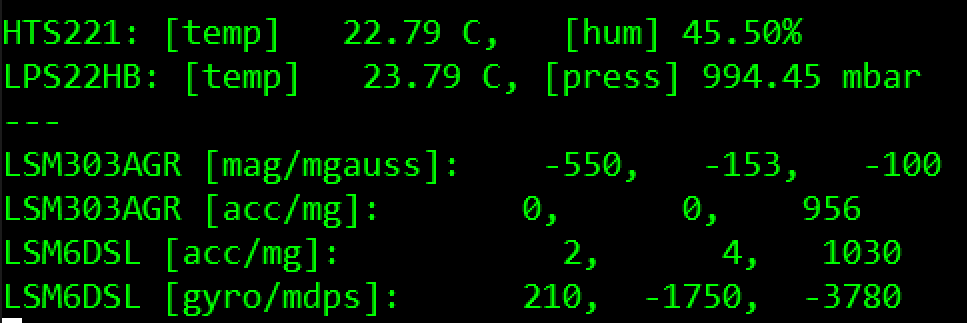 HTS221: [temp]   22.79 C,   [hum] 45.50%
LPS22HB: [temp]   23.79 C, [press] 994.45 mbar
---
LSM303AGR [mag/mgauss]:    -550,   -153,   -100
LSM303AGR [acc/mg]:       0,      0,    956
LSM6DSL [acc/mg]:           2,      4,   1030
LSM6DSL [gyro/mdps]:      210,  -1750,  -3780